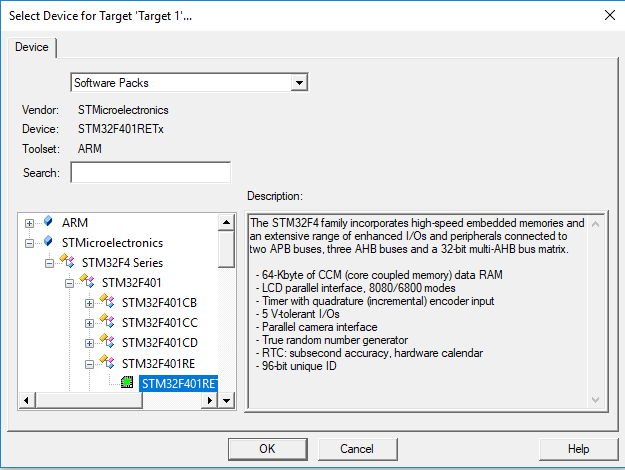 Select Device for Target 'Target 1'...
Device
Software Packs
Vendor: STMicroelectronics
Device: STM32F401RETx
Toolset: ARM
Search:
ARM
STMicroelectronics
STM32F4 Series
STM32F401
STM32F401CB
STM32F401CC
STM32F401CD
STM32F401RE
STM32F401RET
Description:
The STM32F4 family incorporates high-speed embedded memories and
an extensive range of enhanced I/Os and peripherals connected to
two APB buses, three AHB buses and a 32-bit multi-AHB bus matrix.
- 64-Kbyte of CCM (core coupled memory) data RAM
- LCD parallel interface, 8080/6800 modes
- Timer with quadrature (incremental) encoder input
- 5 V-tolerant I/Os
- Parallel camera interface
- True random number generator
- RTC: subsecond accuracy, hardware calendar
- 96-bit unique ID
OK
Cancel
Help